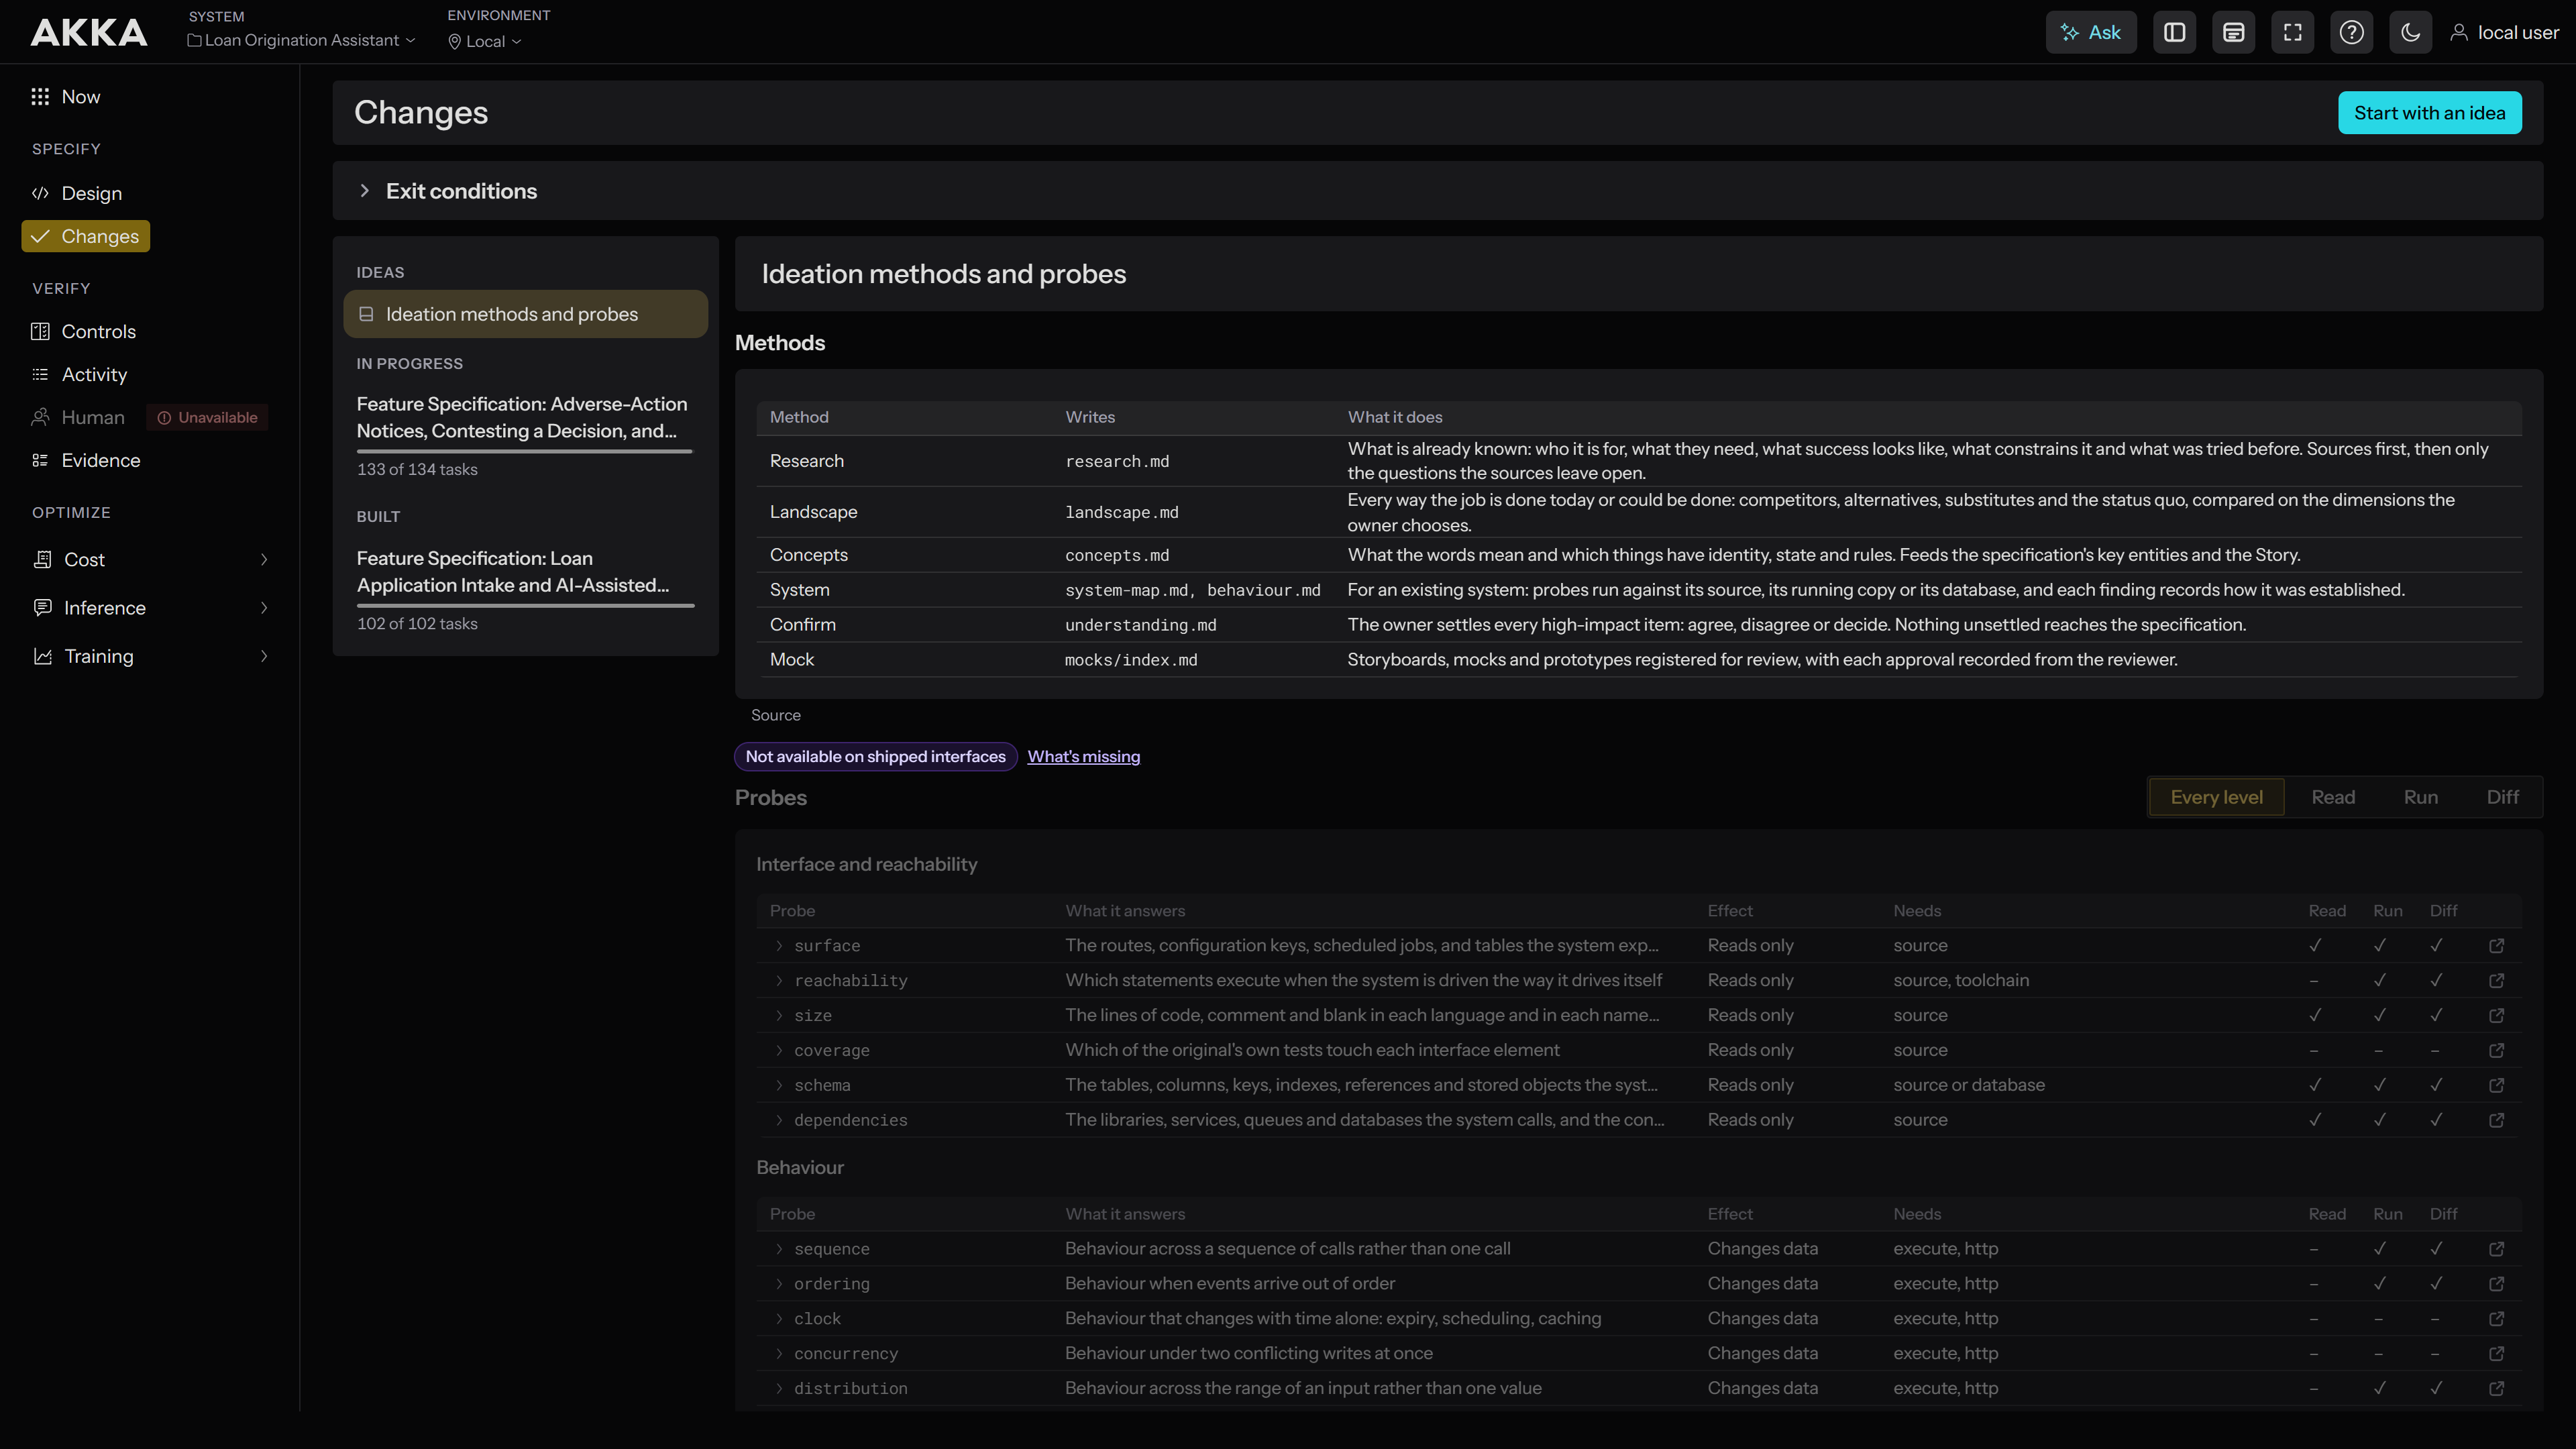 AKKA
SYSTEM
Loan Origination Assistant
ENVIRONMENT
Local
Ask
local user
Now
SPECIFY
Design
Changes
VERIFY
Controls
Activity
Human
Unavailable
Evidence
OPTIMIZE
Cost
Inference
Training
Changes
Start with an idea
Exit conditions
IDEAS
Ideation methods and probes
IN PROGRESS
Feature Specification: Adverse-Action
Notices, Contesting a Decision, and...
133 of 134 tasks
BUILT
Feature Specification: Loan
Application Intake and AI-Assisted...
102 of 102 tasks
Ideation methods and probes
Methods
Method Writes What it does
Research research.md What is already known: who it is for, what they need, what success looks like, what constrains it and what was tried before. Sources first, then only
the questions the sources leave open.
Landscape landscape.md Every way the job is done today or could be done: competitors, alternatives, substitutes and the status quo, compared on the dimensions the
owner chooses.
Concepts concepts.md What the words mean and which things have identity, state and rules. Feeds the specification's key entities and the Story.
System system-map.md, behaviour.md For an existing system: probes run against its source, its running copy or its database, and each finding records how it was established.
Confirm understanding.md The owner settles every high-impact item: agree, disagree or decide. Nothing unsettled reaches the specification.
Mock mocks/index.md Storyboards, mocks and prototypes registered for review, with each approval recorded from the reviewer.
Source
Not available on shipped interfaces What's missing
Probes
Every level Read Run Diff
Interface and reachability
Probe What it answers Effect Needs Read Run Diff
surface The routes, configuration keys, scheduled jobs, and tables the system exp... Reads only source ✓ ✓ ✓
reachability Which statements execute when the system is driven the way it drives itself Reads only source, toolchain – ✓ ✓
size The lines of code, comment and blank in each language and in each name... Reads only source ✓ ✓ ✓
coverage Which of the original's own tests touch each interface element Reads only source – – –
schema The tables, columns, keys, indexes, references and stored objects the syst... Reads only source or database ✓ ✓ ✓
dependencies The libraries, services, queues and databases the system calls, and the con... Reads only source ✓ ✓ ✓
Behaviour
Probe What it answers Effect Needs Read Run Diff
sequence Behaviour across a sequence of calls rather than one call Changes data execute, http – ✓ ✓
ordering Behaviour when events arrive out of order Changes data execute, http – ✓ ✓
clock Behaviour that changes with time alone: expiry, scheduling, caching Changes data execute, http – – –
concurrency Behaviour under two conflicting writes at once Changes data execute, http – – –
distribution Behaviour across the range of an input rather than one value Changes data execute, http – ✓ ✓